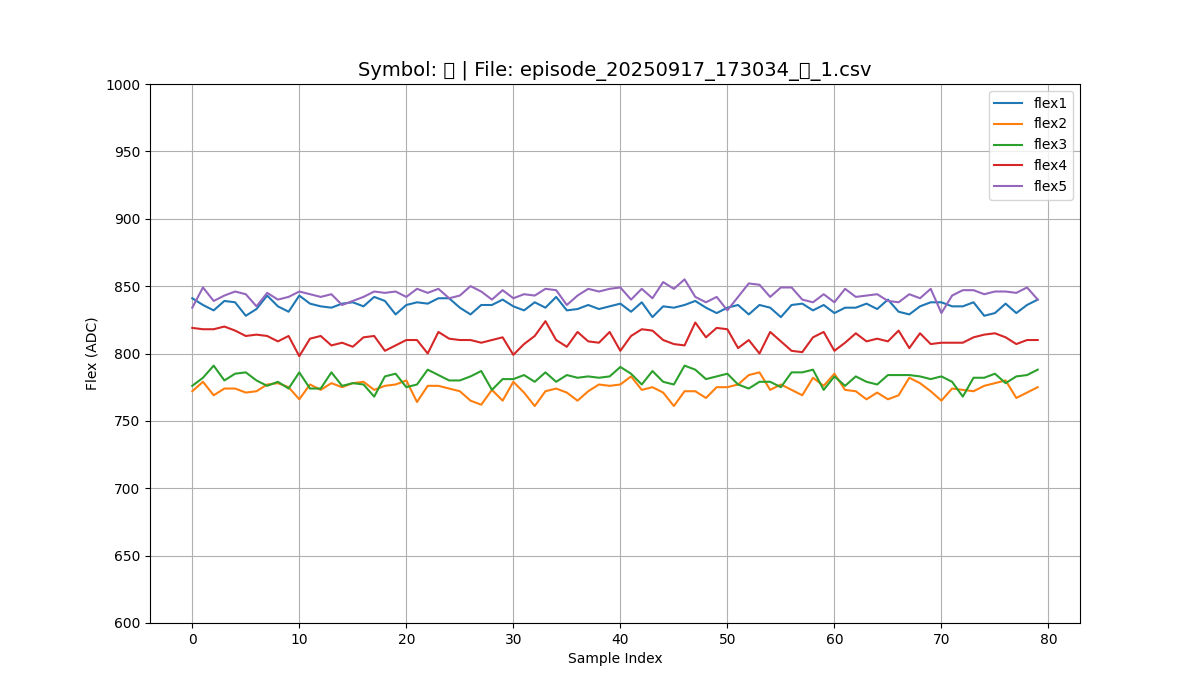 Symbol: ▯ | File: episode_20250917_173034_▯_1.csv
1000
950
900
850
800
750
700
650
600
Flex (ADC)
flex1
flex2
flex3
flex4
flex5
0 10 20 30 40 50 60 70 80
Sample Index